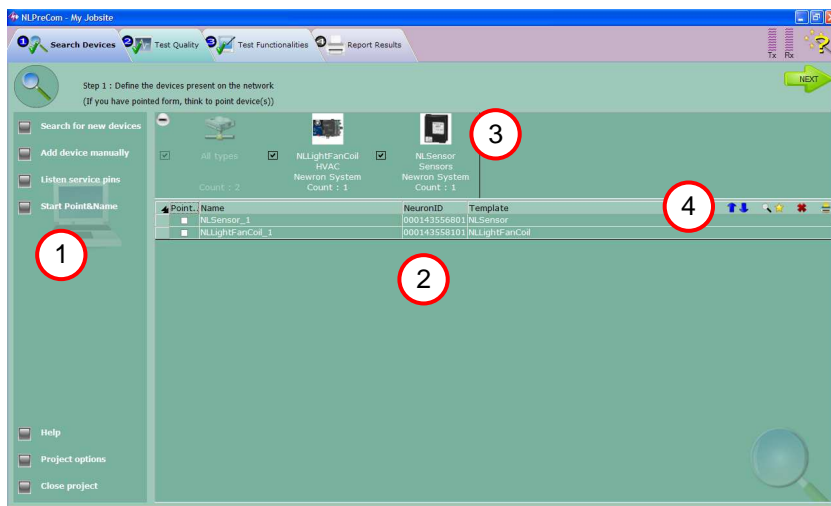 NLPreCom - My Jobsite
1 Search Devices 2 Test Quality 3 Test Functionalities 4 Report Results
Tx Rx
Step 1 : Define the devices present on the network
(If you have pointed form, think to point device(s))
NEXT
Search for new devices
Add device manually
Listen service pins
Start Point&Name
1
All types
Count : 2
NLLightFanCoil
HVAC
Newron System
Count : 1
NLSensor
Sensors
Newron System
Count : 1
3
Point.. Name NeuronID Template
NLSensor_1 000143556801 NLSensor
NLLightFanCoil_1 000143558101 NLLightFanCoil
4
2
Help
Project options
Close project